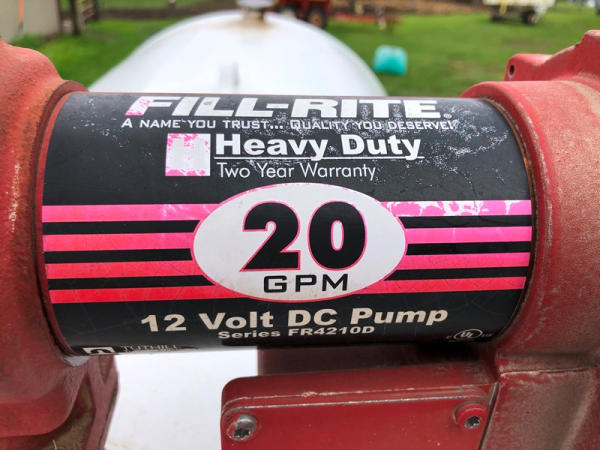 FILL-RITE®
A NAME YOU TRUST... QUALITY YOU DESERVE!
Heavy Duty
Two Year Warranty
20
GPM
12 Volt DC Pump
Series FR4210D
TUTHILL
UL